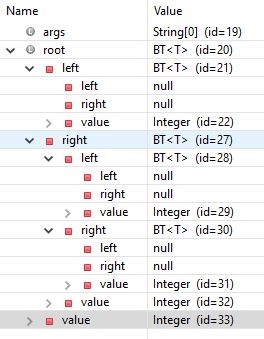 Name Value
args String[0] (id=19)
root BT<T> (id=20)
left BT<T> (id=21)
left null
right null
value Integer (id=22)
right BT<T> (id=27)
left BT<T> (id=28)
left null
right null
value Integer (id=29)
right BT<T> (id=30)
left null
right null
value Integer (id=31)
value Integer (id=32)
value Integer (id=33)